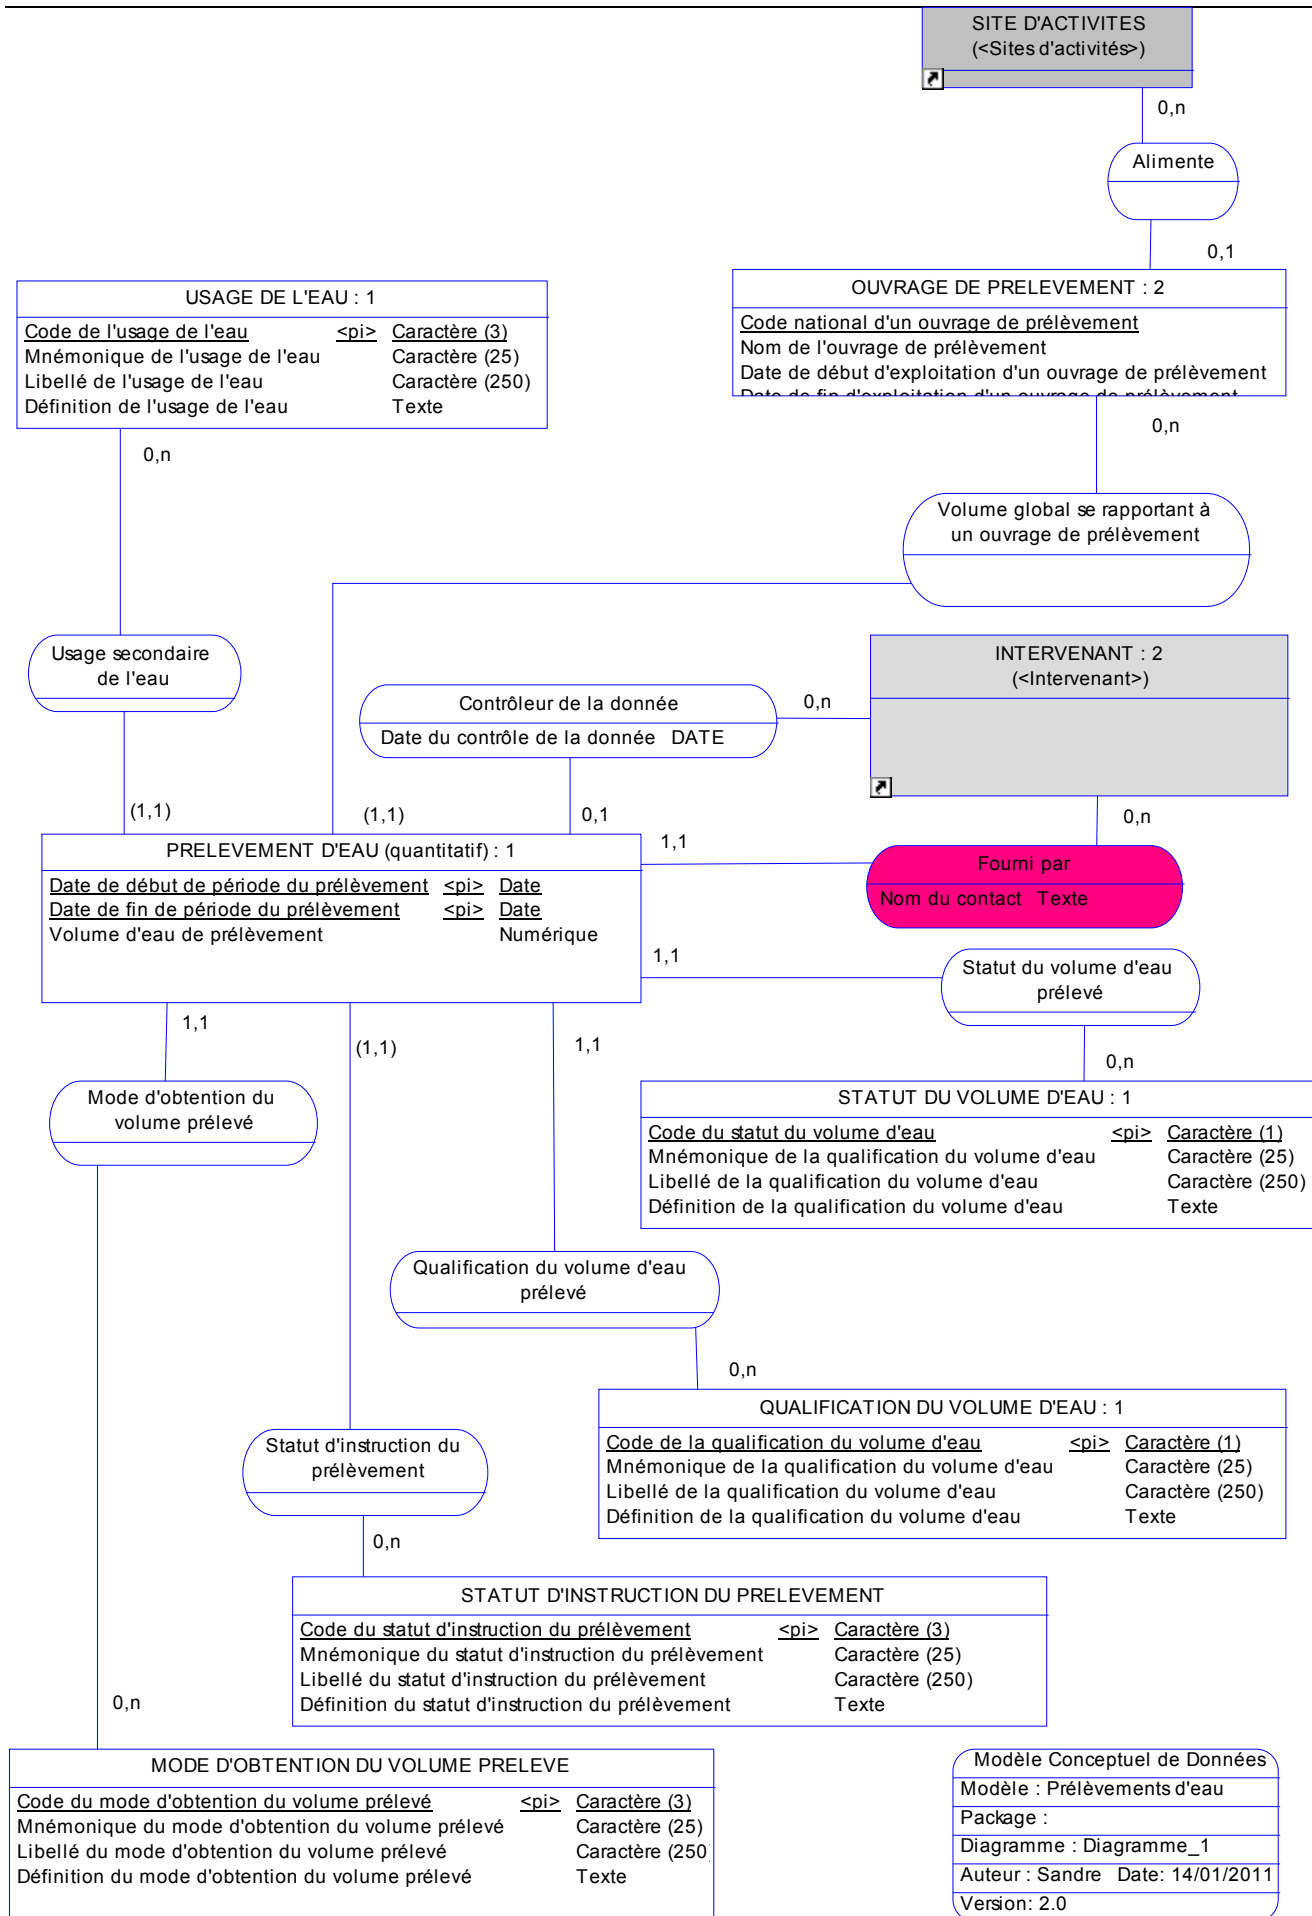 SITE D'ACTIVITES
(<Sites d'activités>)
0,n
Alimente
0,1
USAGE DE L'EAU : 1
Code de l'usage de l'eau <pi> Caractère (3)
Mnémonique de l'usage de l'eau Caractère (25)
Libellé de l'usage de l'eau Caractère (250)
Définition de l'usage de l'eau Texte
OUVRAGE DE PRELEVEMENT : 2
Code national d'un ouvrage de prélèvement
Nom de l'ouvrage de prélèvement
Date de début d'exploitation d'un ouvrage de prélèvement
Date de fin d'exploitation d'un ouvrage de prélèvement
0,n
0,n
Volume global se rapportant à
un ouvrage de prélèvement
Usage secondaire
de l'eau
INTERVENANT : 2
(<Intervenant>)
Contrôleur de la donnée
Date du contrôle de la donnée DATE
0,n
(1,1)
(1,1)
0,1
0,n
1,1
PRELEVEMENT D'EAU (quantitatif) : 1
Date de début de période du prélèvement <pi> Date
Date de fin de période du prélèvement <pi> Date
Volume d'eau de prélèvement Numérique
Fourni par
Nom du contact Texte
1,1
Statut du volume d'eau
prélevé
1,1
(1,1)
1,1
0,n
Mode d'obtention du
volume prélevé
STATUT DU VOLUME D'EAU : 1
Code du statut du volume d'eau <pi> Caractère (1)
Mnémonique de la qualification du volume d'eau Caractère (25)
Libellé de la qualification du volume d'eau Caractère (250)
Définition de la qualification du volume d'eau Texte
Qualification du volume d'eau
prélevé
0,n
QUALIFICATION DU VOLUME D'EAU : 1
Code de la qualification du volume d'eau <pi> Caractère (1)
Mnémonique de la qualification du volume d'eau Caractère (25)
Libellé de la qualification du volume d'eau Caractère (250)
Définition de la qualification du volume d'eau Texte
Statut d'instruction du
prélèvement
0,n
STATUT D'INSTRUCTION DU PRELEVEMENT
Code du statut d'instruction du prélèvement <pi> Caractère (3)
Mnémonique du statut d'instruction du prélèvement Caractère (25)
Libellé du statut d'instruction du prélèvement Caractère (250)
Définition du statut d'instruction du prélèvement Texte
0,n
MODE D'OBTENTION DU VOLUME PRELEVE
Code du mode d'obtention du volume prélevé <pi> Caractère (3)
Mnémonique du mode d'obtention du volume prélevé Caractère (25)
Libellé du mode d'obtention du volume prélevé Caractère (250)
Définition du mode d'obtention du volume prélevé Texte
Modèle Conceptuel de Données
Modèle : Prélèvements d'eau
Package :
Diagramme : Diagramme_1
Auteur : Sandre Date: 14/01/2011
Version: 2.0